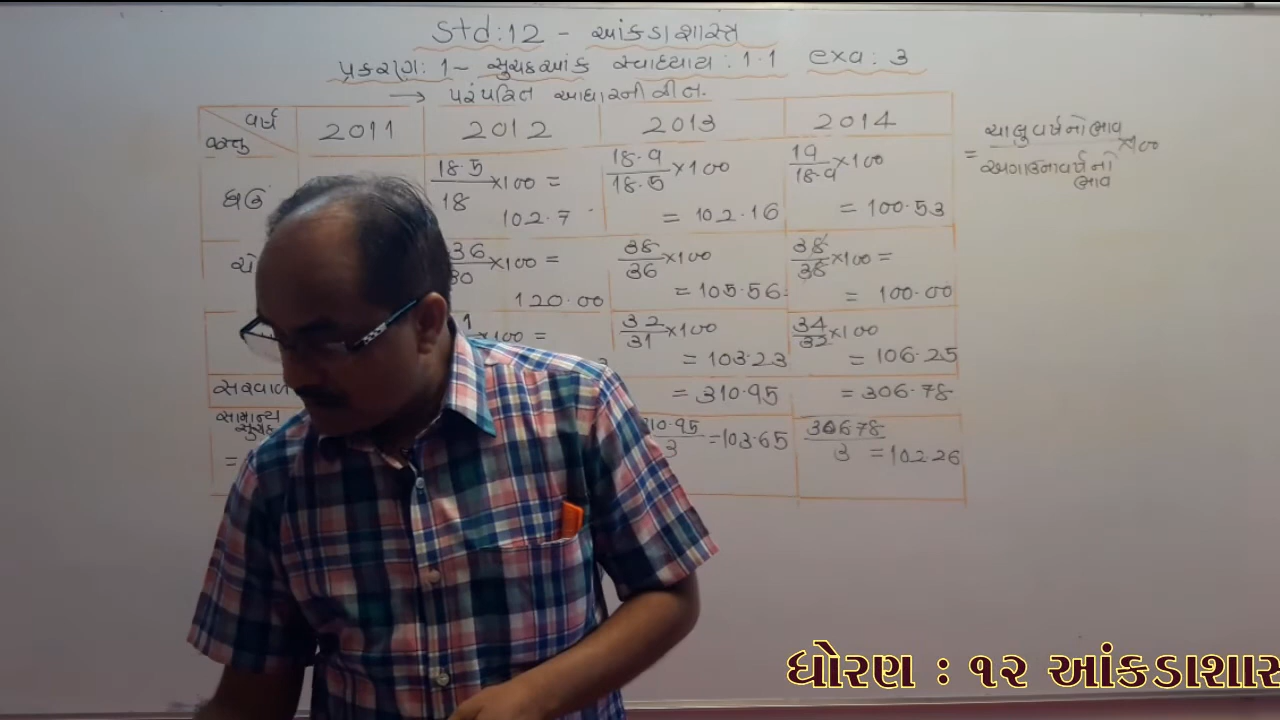 Std:12 - આંકડાશાસ્ત્ર
પ્રકરણ: 1 - સુચકઆંક સ્વાધ્યાય: 1.1 exa: 3
→ પરંપરિત આધારની રીત.
વર્ષ 2011 2012 2013 2014
વસ્તુ
ઘઉં 18.5/18 ×100 = 102.7 18.9/18.5 ×100 = 102.16 19/18.9 ×100 = 100.53
ચો 36/30 ×100 = 120.00 38/36 ×100 = 105.56 38/38 ×100 = 100.00
×100 = 32/31 ×100 = 103.23 34/32 ×100 = 106.25
સરવાળ = 310.95 = 306.78
સામાન્ય સુચક = 310.95/3 = 103.65 306.78/3 = 102.26
= ચાલુ વર્ષનો ભાવ / અગાઉના વર્ષનો ભાવ ×100
ધોરણ : ૧૨ આંકડાશાસ